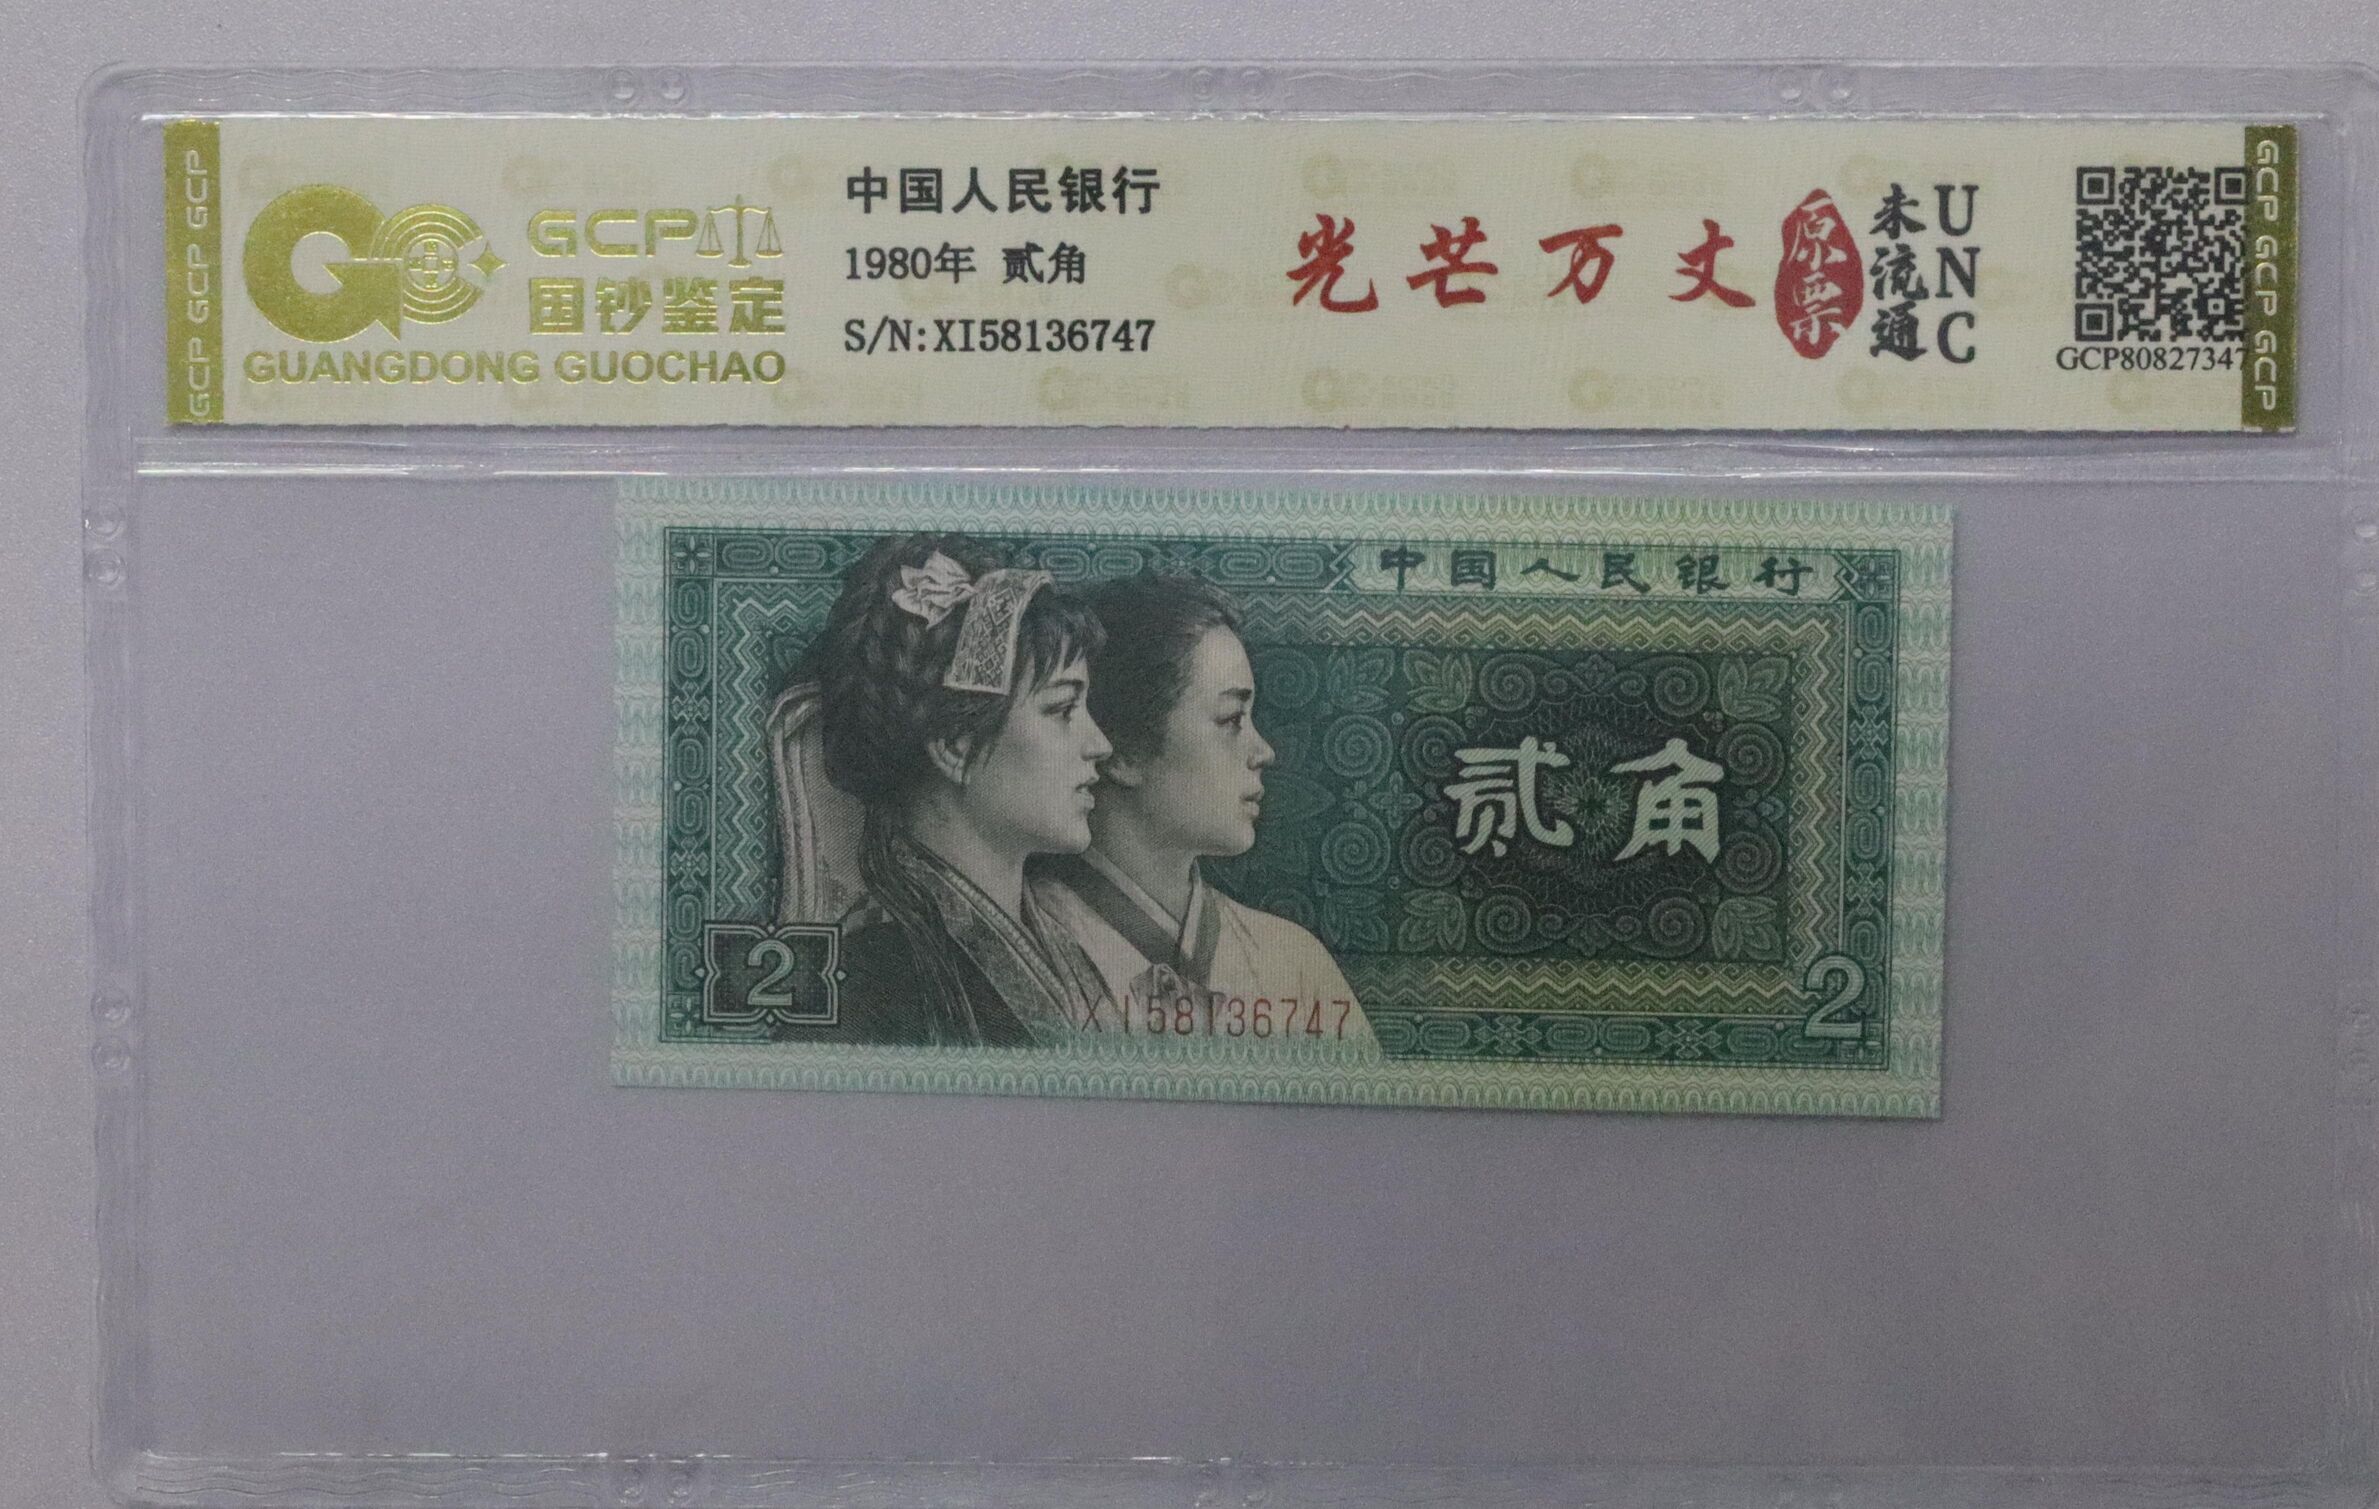 GCP GCP GCP
GCP
国钞鉴定
GUANGDONG GUOCHAO
中国人民银行
1980年 贰角
S/N:XI58136747
光芒万丈
原票
未流通
UNC
GCP80827347
GCP GCP GCP
中国人民银行
贰角
2
XI58136747
2